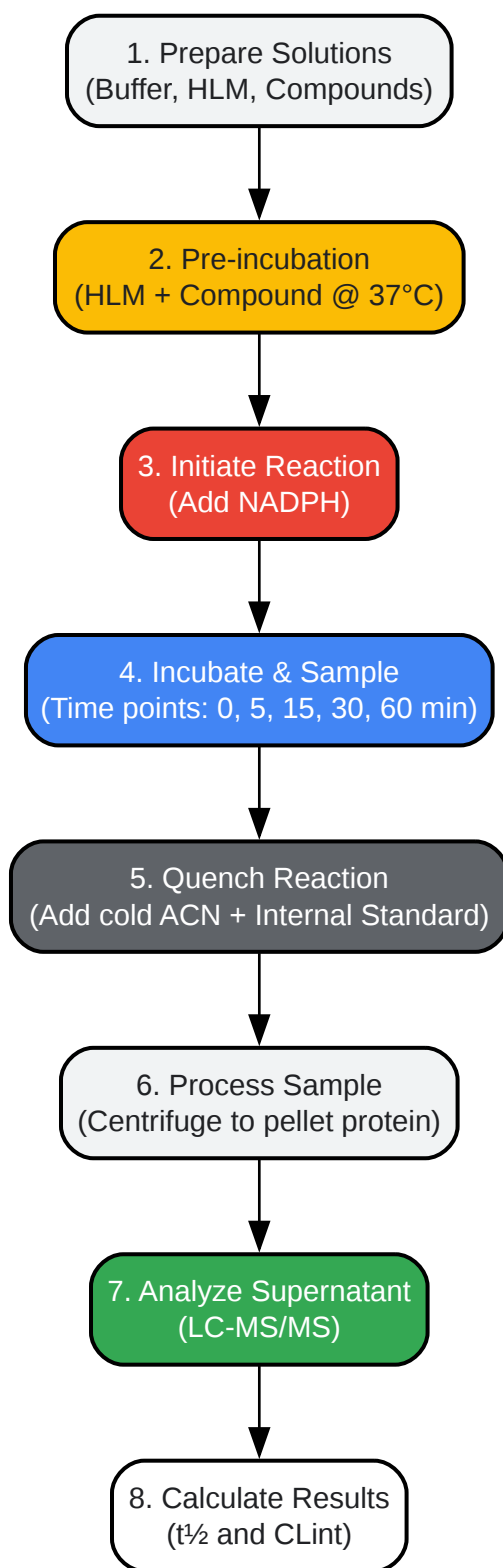 1. Prepare Solutions
(Buffer, HLM, Compounds)
2. Pre-incubation
(HLM + Compound @ 37°C)
3. Initiate Reaction
(Add NADPH)
4. Incubate & Sample
(Time points: 0, 5, 15, 30, 60 min)
5. Quench Reaction
(Add cold ACN + Internal Standard)
6. Process Sample
(Centrifuge to pellet protein)
7. Analyze Supernatant
(LC-MS/MS)
8. Calculate Results
(t½ and CLint)